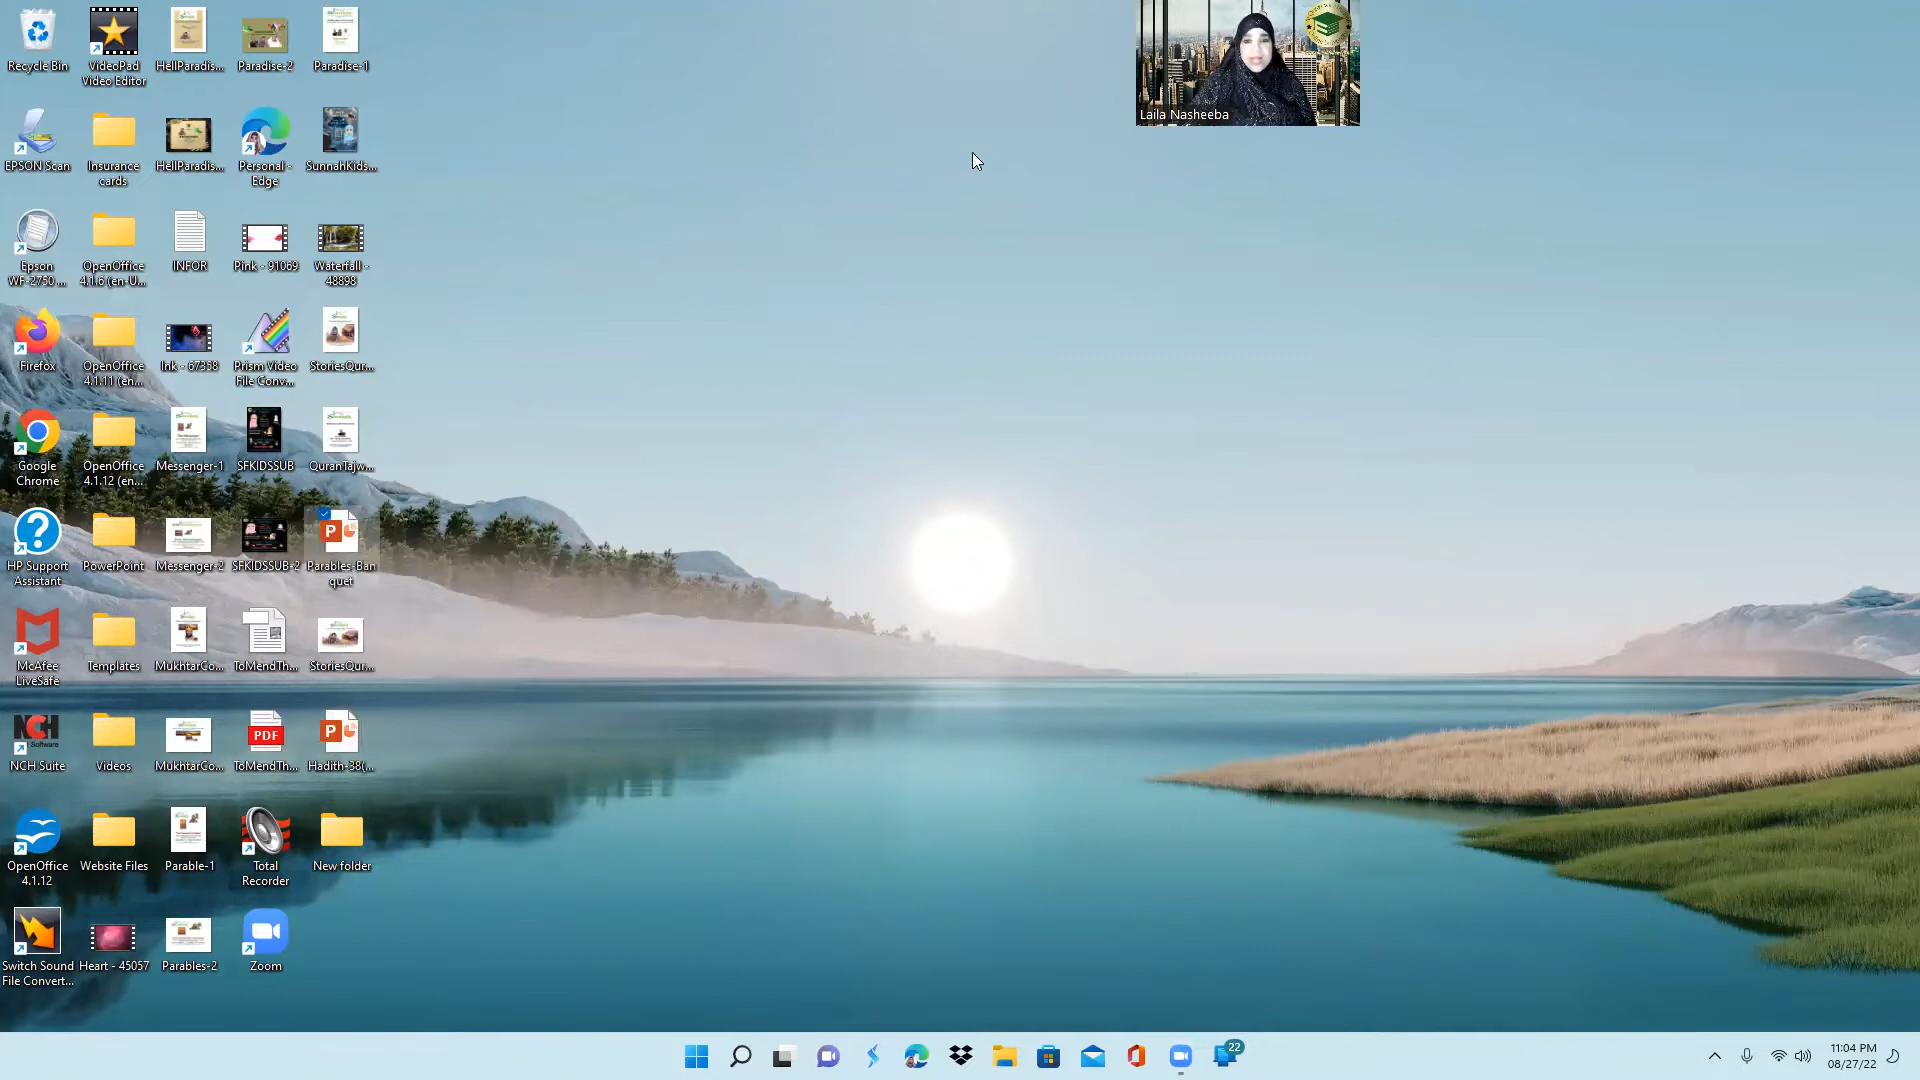 Recycle Bin
VideoPad
Video Editor
HellParadis...
Paradise-2
Paradise-1
Laila Nasheeba
EPSON Scan
Insurance
cards
HellParadis...
Personal -
Edge
SunnahKids...
Epson
WF-2750 ...
OpenOffice
4.1.6 (en-U...
INFOR
Pink - 91069
Waterfall -
48898
Firefox
OpenOffice
4.1.11 (en...
Ink - 67358
Prism Video
File Conv...
StoriesQur...
Google
Chrome
OpenOffice
4.1.12 (en...
Messenger-1
SFKIDSSUB
QuranTajw...
HP Support
Assistant
PowerPoint
Messenger-2
SFKIDSSUB-2
Parables-Ban
quet
McAfee
LiveSafe
Templates
MukhtarCo...
ToMendTh...
StoriesQur...
NCH Suite
Videos
MukhtarCo...
PDF
ToMendTh...
Hadith-38(...
OpenOffice
4.1.12
Website Files
Parable-1
Total
Recorder
New folder
Switch Sound
File Convert...
Heart - 45057
Parables-2
Zoom
22
11:04 PM
08/27/22